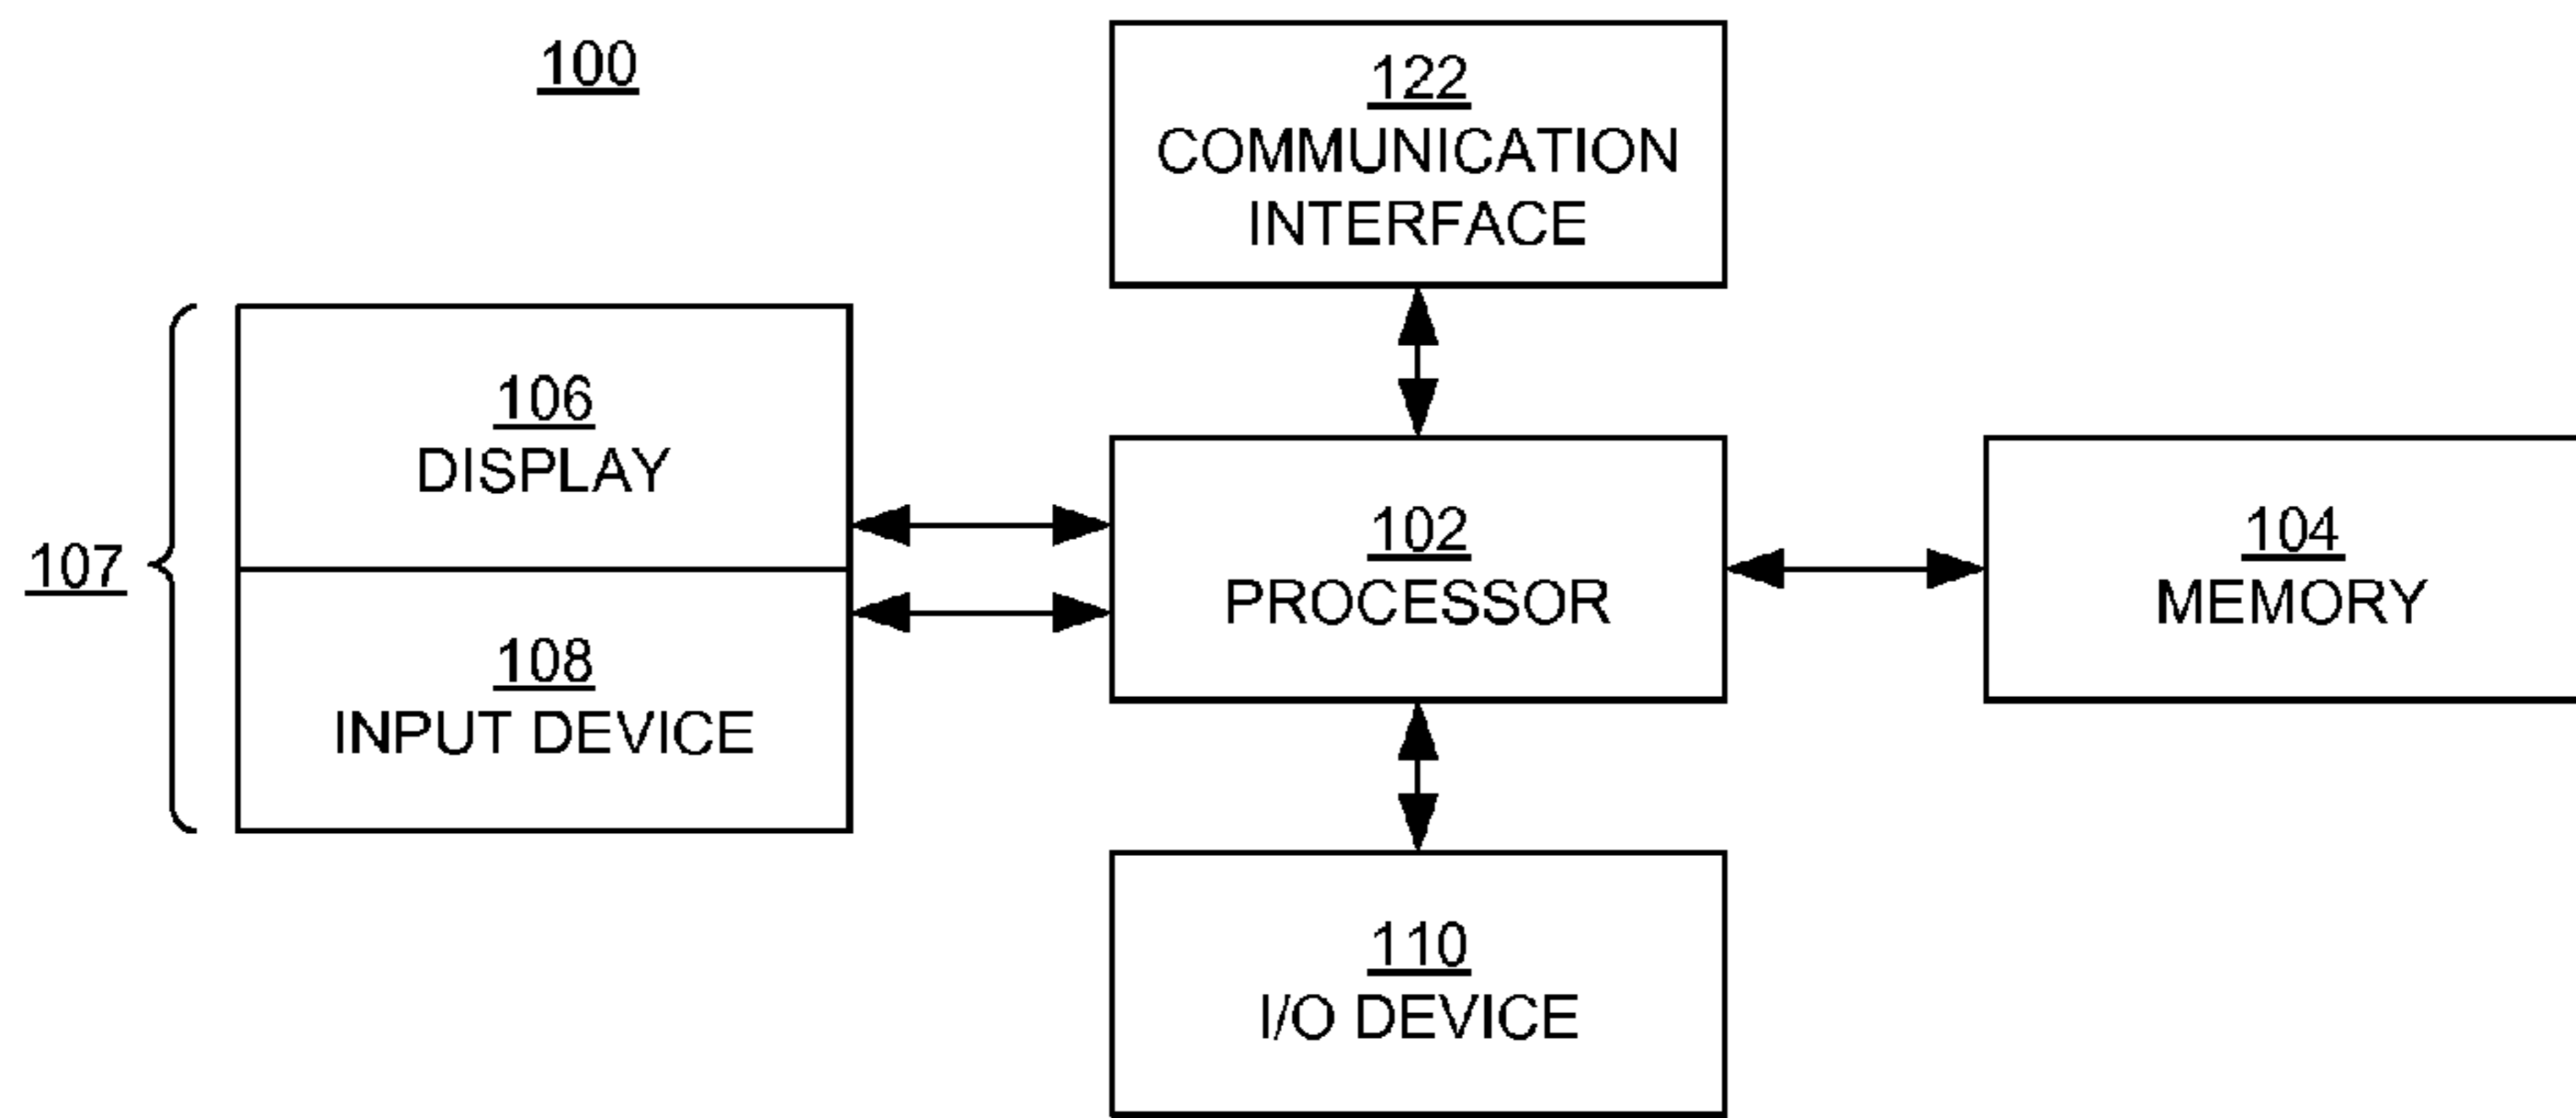 100
122
COMMUNICATION
INTERFACE
106
DISPLAY
107
108
INPUT DEVICE
102
PROCESSOR
104
MEMORY
110
I/O DEVICE